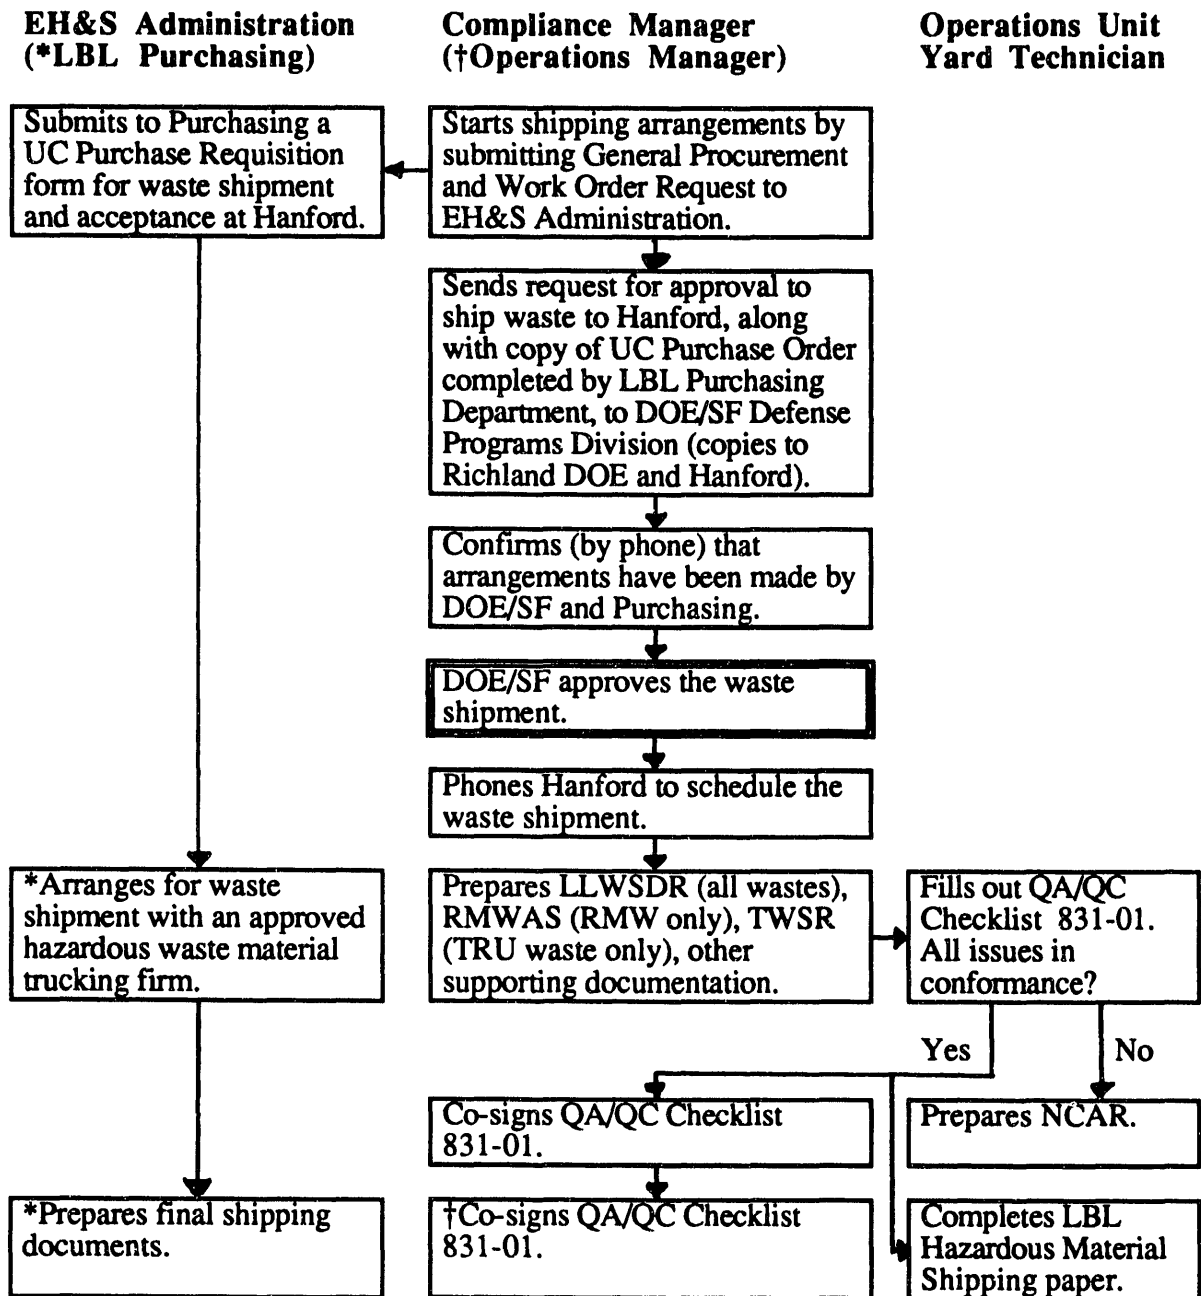 EH&S Administration
(*LBL Purchasing)
Compliance Manager
(†Operations Manager)
Operations Unit
Yard Technician
Submits to Purchasing a
UC Purchase Requisition
form for waste shipment
and acceptance at Hanford.
Starts shipping arrangements by
submitting General Procurement
and Work Order Request to
EH&S Administration.
Sends request for approval to
ship waste to Hanford, along
with copy of UC Purchase Order
completed by LBL Purchasing
Department, to DOE/SF Defense
Programs Division (copies to
Richland DOE and Hanford).
Confirms (by phone) that
arrangements have been made by
DOE/SF and Purchasing.
DOE/SF approves the waste
shipment.
Phones Hanford to schedule the
waste shipment.
*Arranges for waste
shipment with an approved
hazardous waste material
trucking firm.
Prepares LLWSDR (all wastes),
RMWAS (RMW only), TWSR
(TRU waste only), other
supporting documentation.
Fills out QA/QC
Checklist 831-01.
All issues in
conformance?
Yes
No
Co-signs QA/QC Checklist
831-01.
Prepares NCAR.
*Prepares final shipping
documents.
†Co-signs QA/QC Checklist
831-01.
Completes LBL
Hazardous Material
Shipping paper.